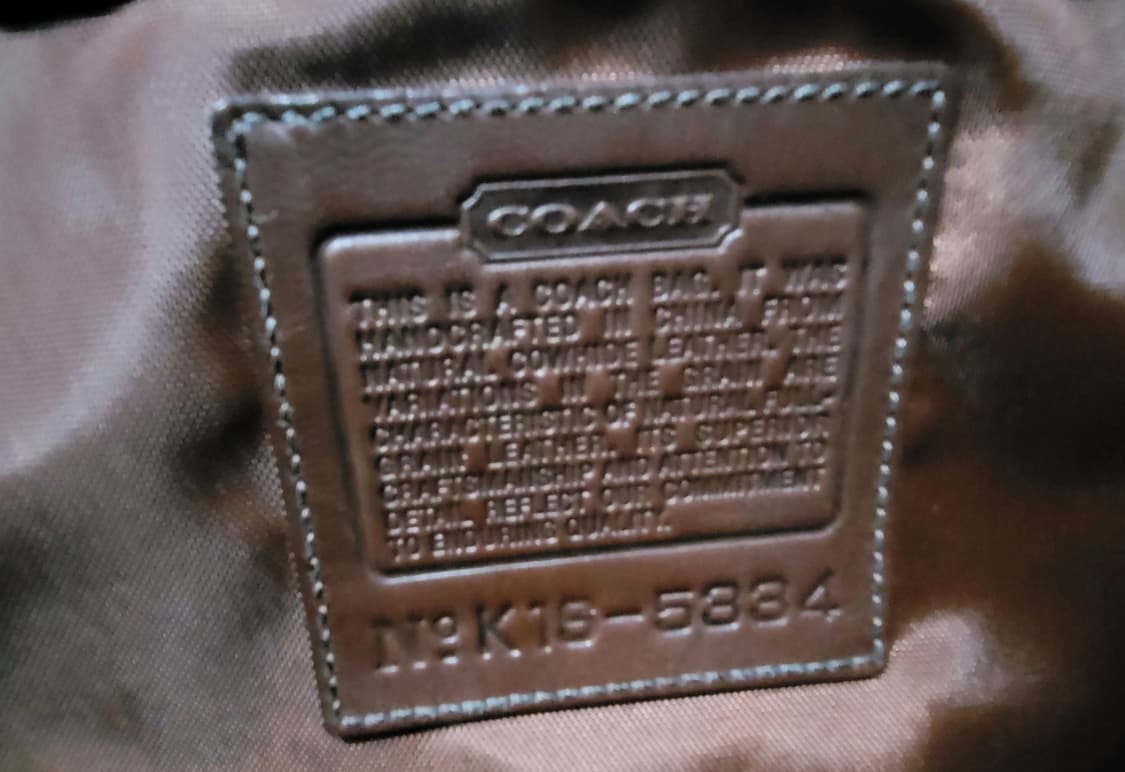 COACH
THIS IS A COACH BAG. IT WAS
HANDCRAFTED IN CHINA FROM
NATURAL COWHIDE LEATHER. THE
VARIATIONS IN THE GRAIN ARE
CHARACTERISTIC OF NATURAL FULL
GRAIN LEATHER. ITS SUPERIOR
CRAFTSMANSHIP AND ATTENTION TO
DETAIL REFLECT OUR COMMITMENT
TO ENDURING QUALITY.
Nº K16-5834